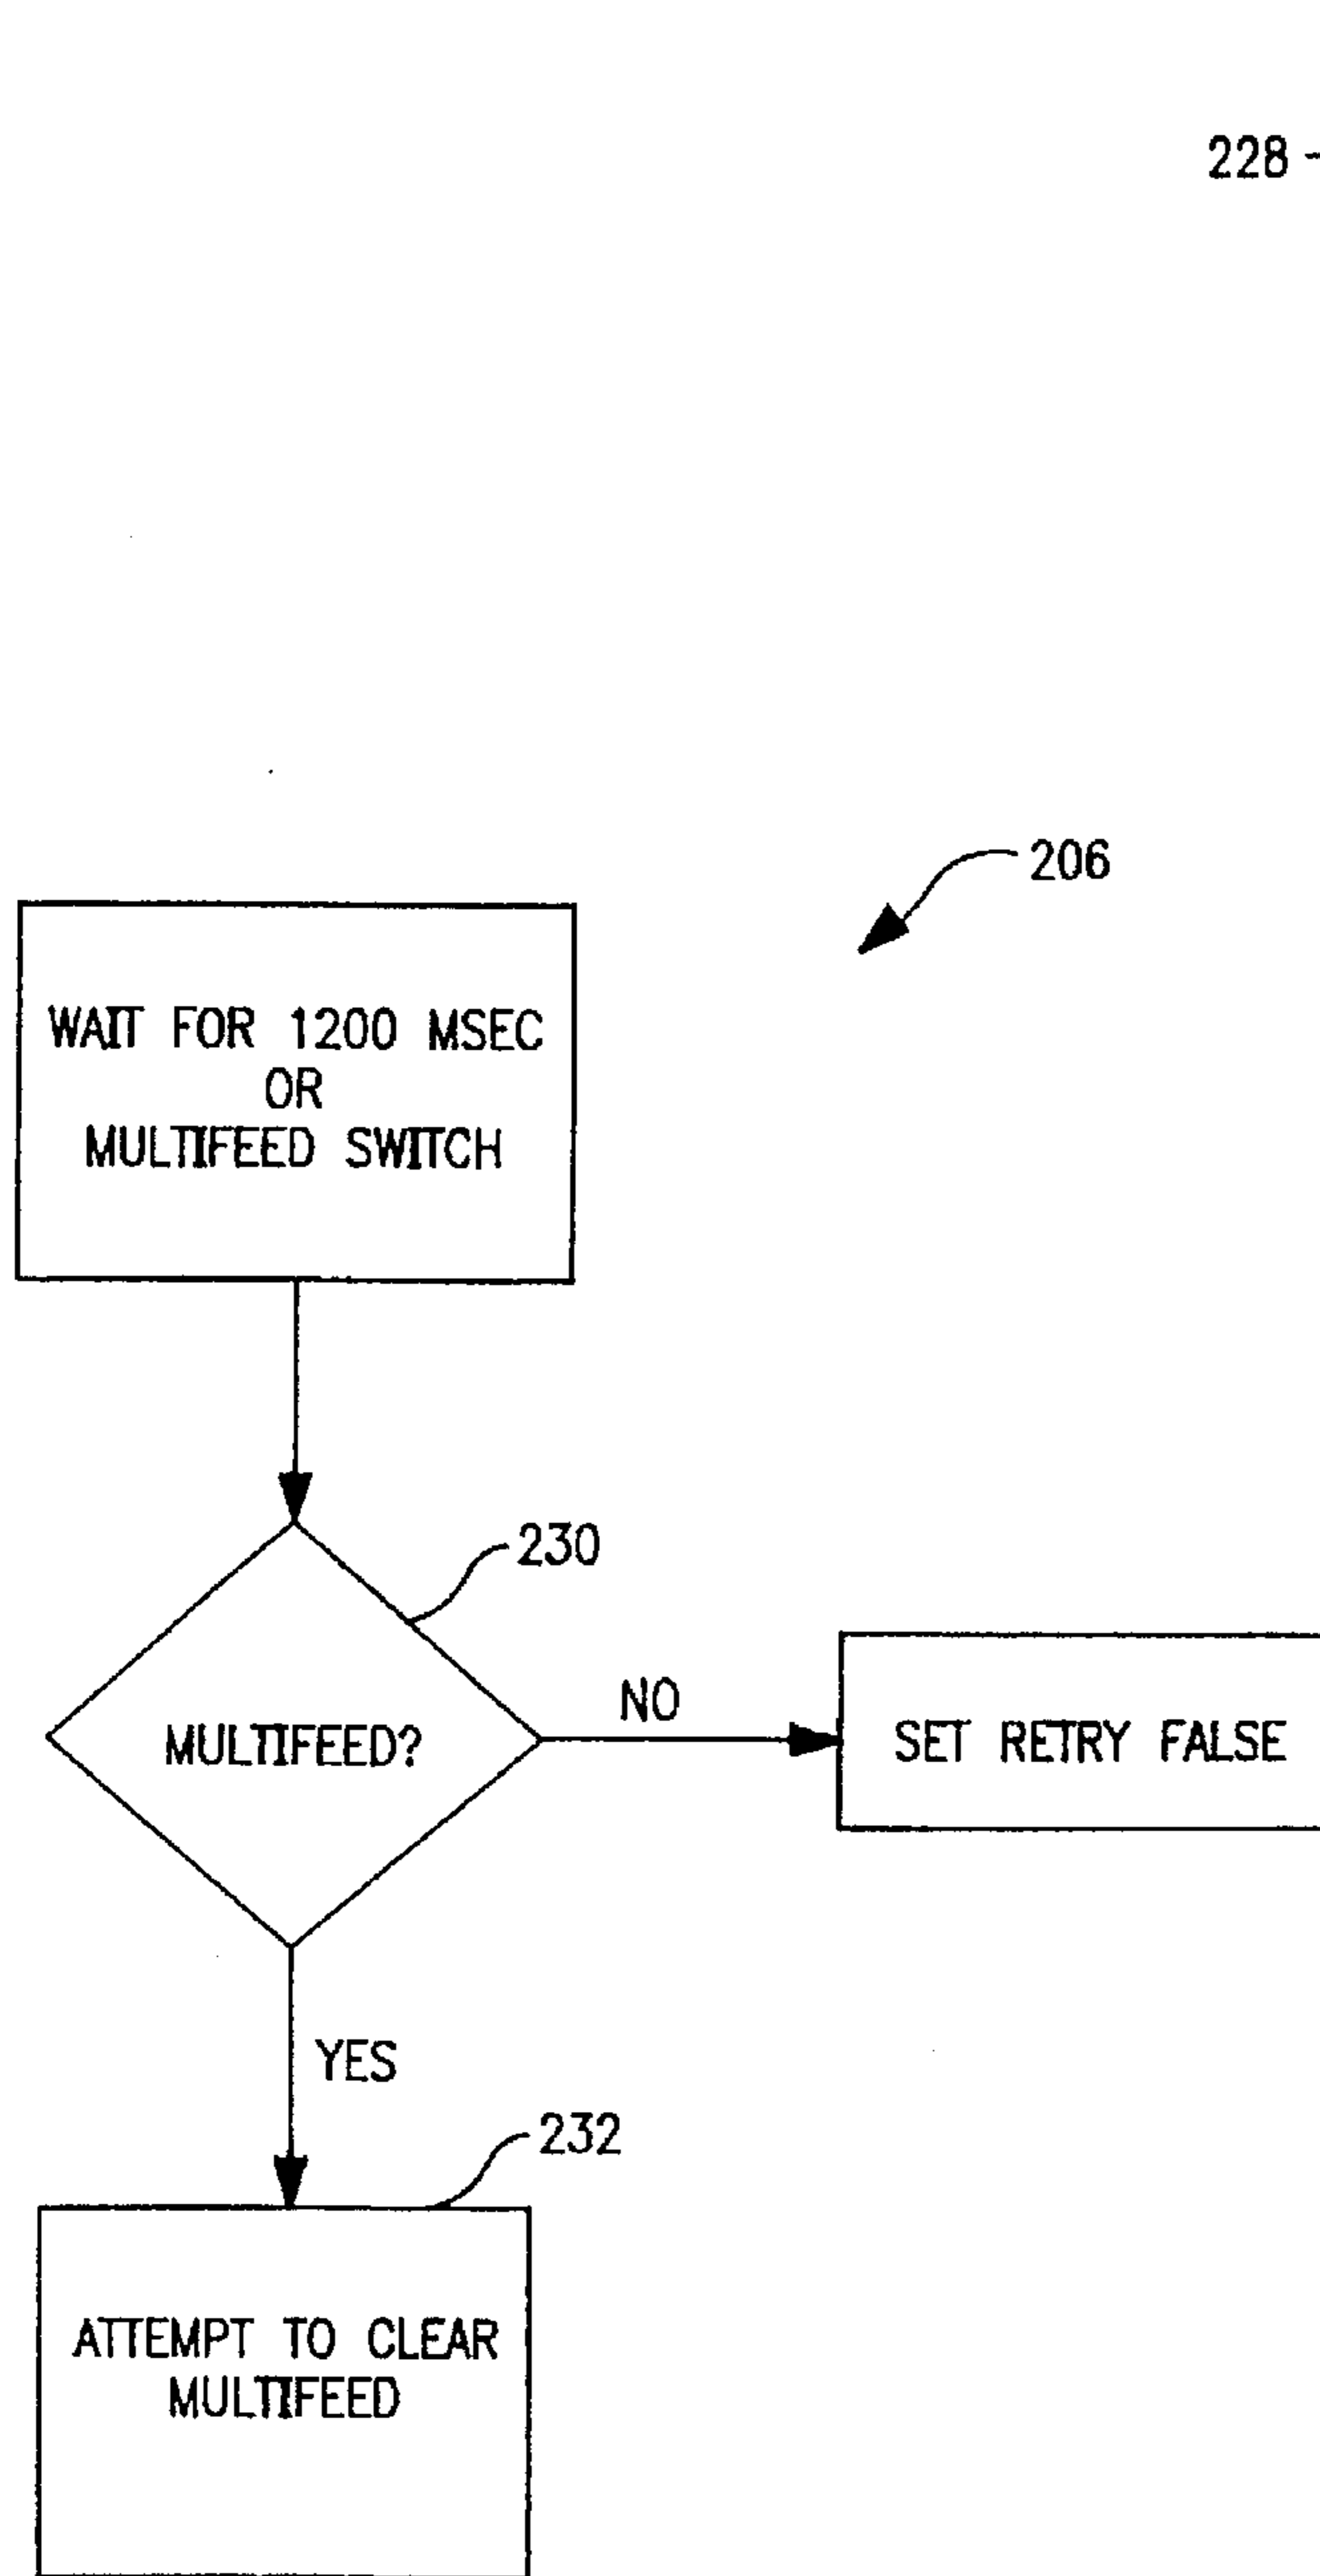 228
206
WAIT FOR 1200 MSEC
OR
MULTIFEED SWITCH
230
MULTIFEED?
NO
SET RETRY FALSE
YES
232
ATTEMPT TO CLEAR
MULTIFEED